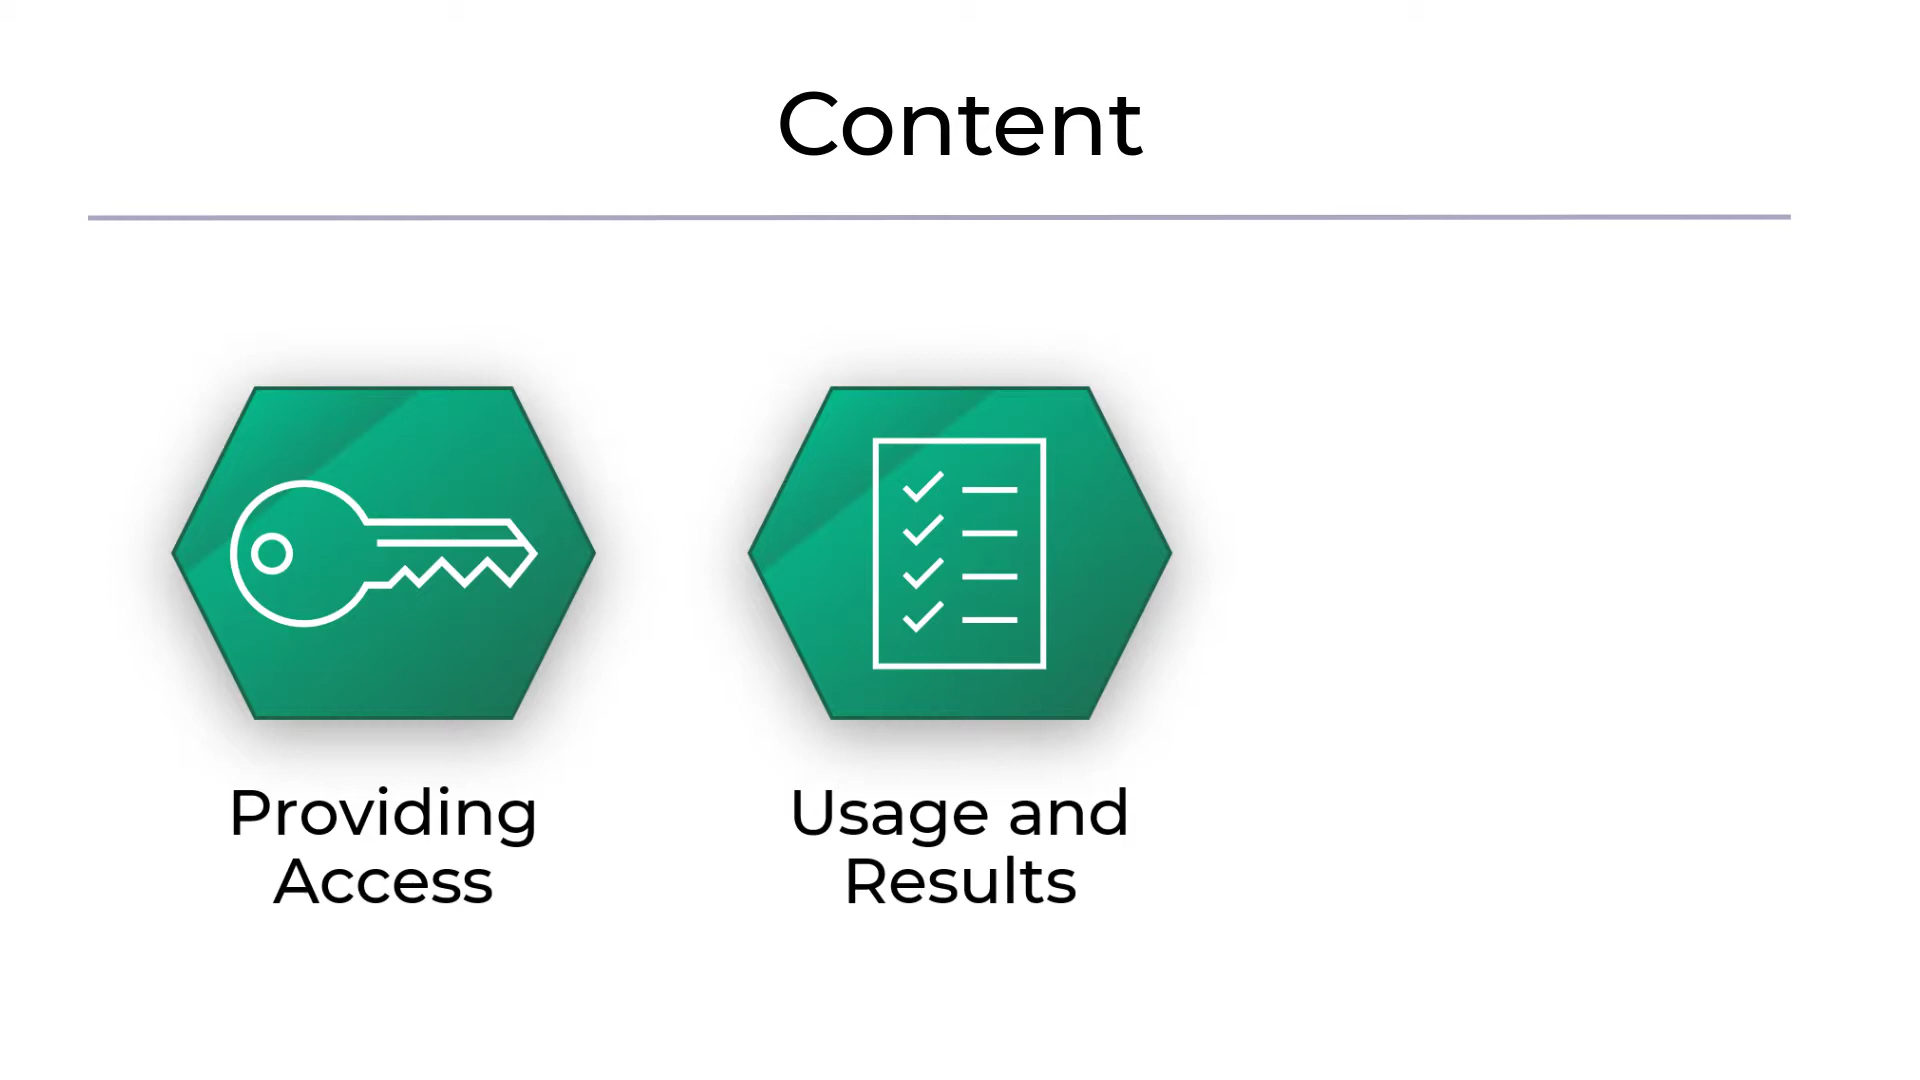 Content
Providing
Access
Usage and
Results